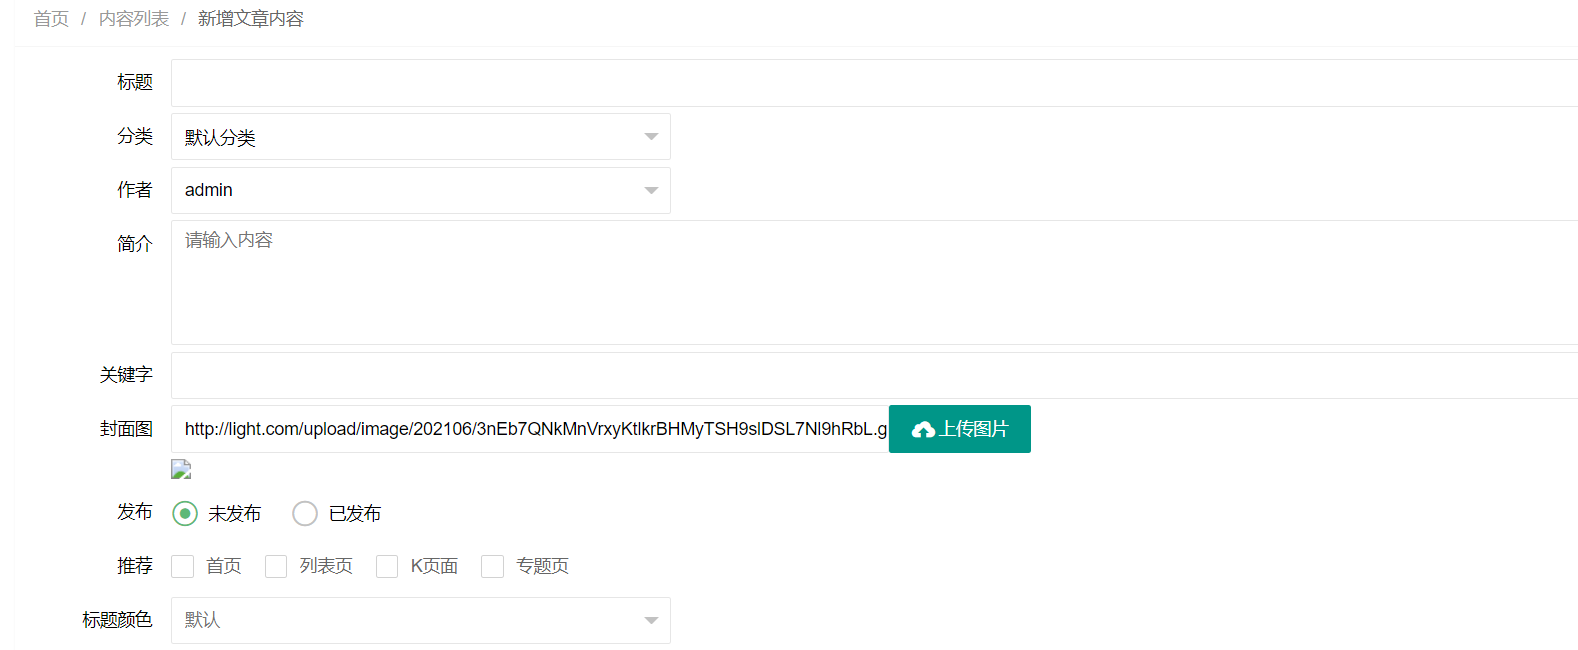 首页 / 内容列表 / 新增文章内容
标题
分类 默认分类
作者 admin
简介 请输入内容
关键字
封面图 http://light.com/upload/image/202106/3nEb7QNkMnVrxyKtlkrBHMyTSH9slDSL7Nl9hRbL.g 上传图片
发布 未发布 已发布
推荐 首页 列表页 K页面 专题页
标题颜色 默认